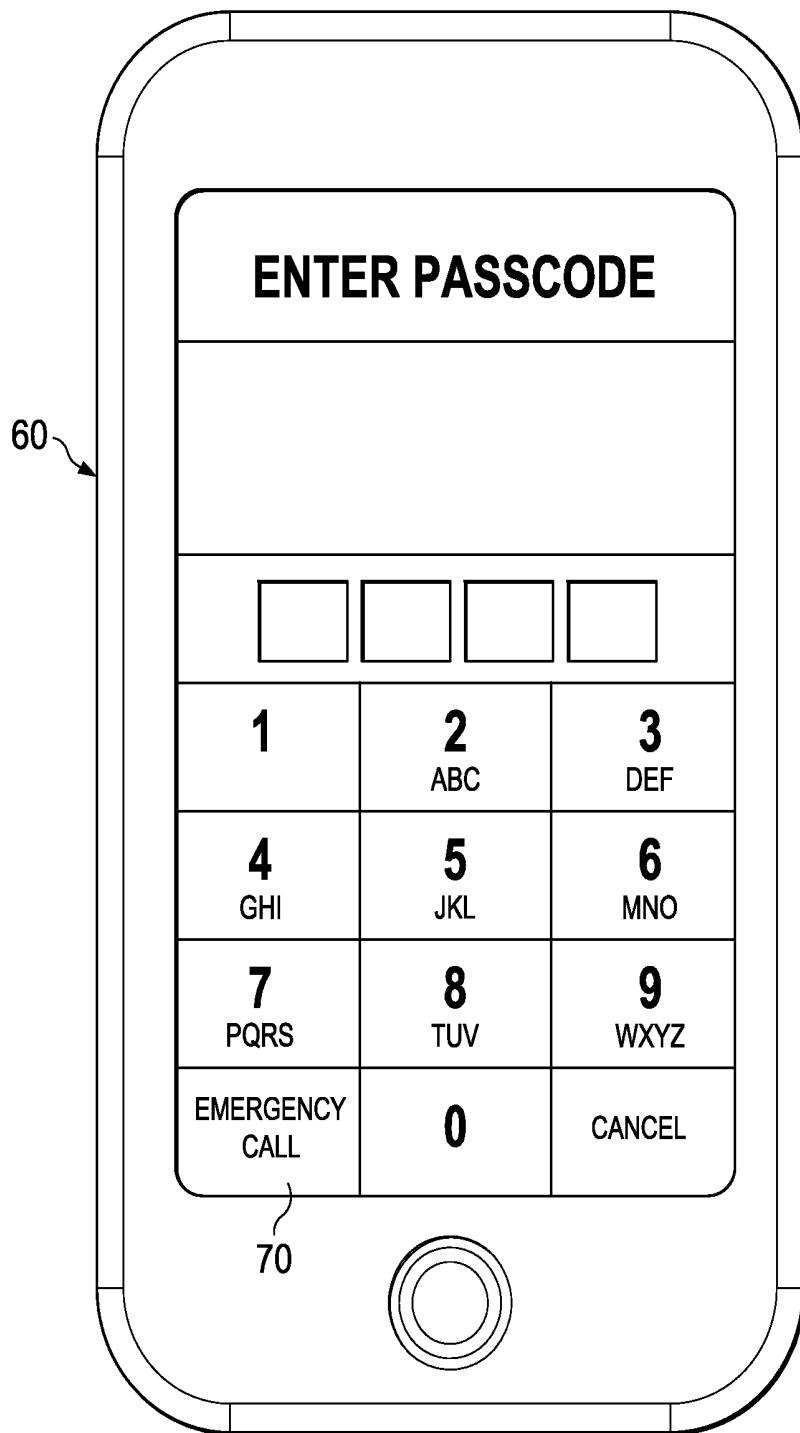 ENTER PASSCODE
60
1
2
3
ABC
DEF
4
5
6
GHI
JKL
MNO
7
8
9
PQRS
TUV
WXYZ
EMERGENCY
CALL
0
CANCEL
70